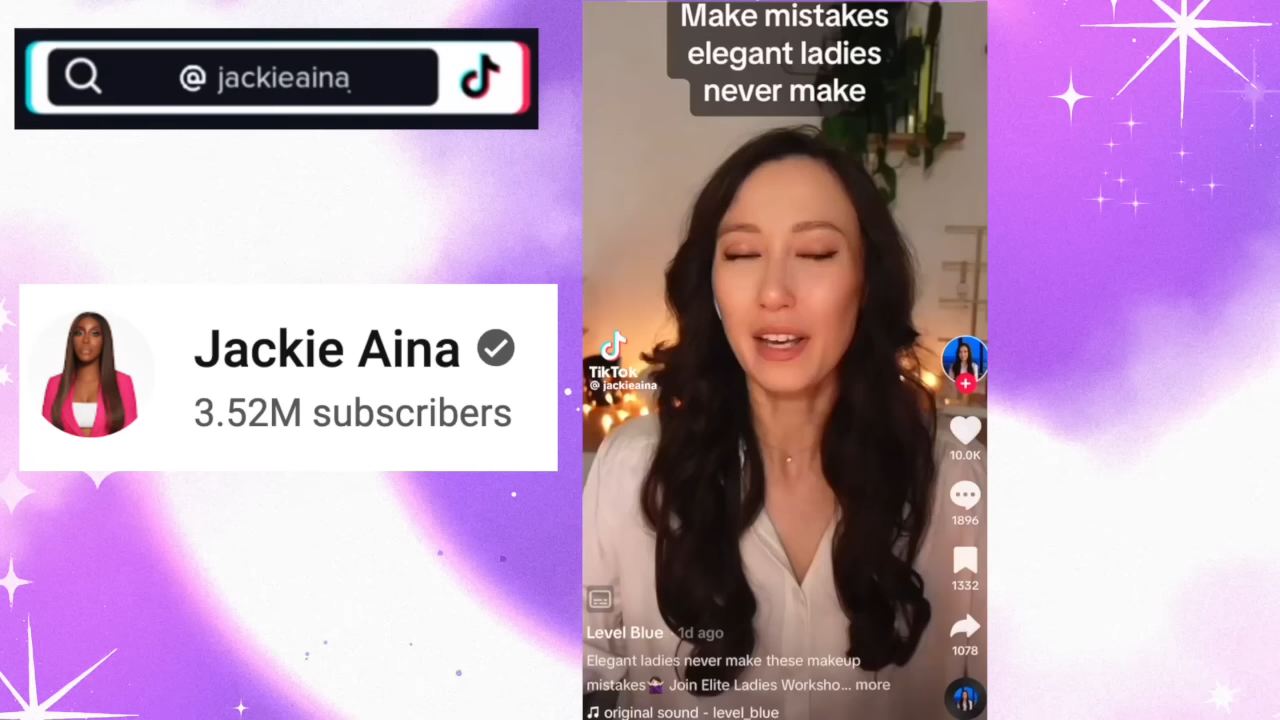 @ jackieaina
Jackie Aina
3.52M subscribers
Make mistakes
elegant ladies
never make
TikTok
@ jackieaina
10.0K
1896
1332
1078
Level Blue · 1d ago
Elegant ladies never make these makeup
mistakes🤷🏻‍♀️ Join Elite Ladies Worksho... more
original sound - level_blue